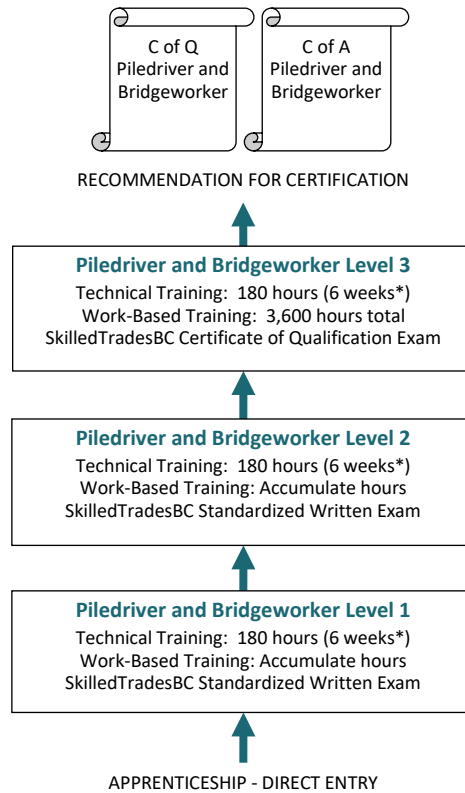 C of Q
Piledriver and
Bridgeworker
C of A
Piledriver and
Bridgeworker
RECOMMENDATION FOR CERTIFICATION
Piledriver and Bridgeworker Level 3
Technical Training: 180 hours (6 weeks*)
Work-Based Training: 3,600 hours total
SkilledTradesBC Certificate of Qualification Exam
Piledriver and Bridgeworker Level 2
Technical Training: 180 hours (6 weeks*)
Work-Based Training: Accumulate hours
SkilledTradesBC Standardized Written Exam
Piledriver and Bridgeworker Level 1
Technical Training: 180 hours (6 weeks*)
Work-Based Training: Accumulate hours
SkilledTradesBC Standardized Written Exam
APPRENTICESHIP - DIRECT ENTRY